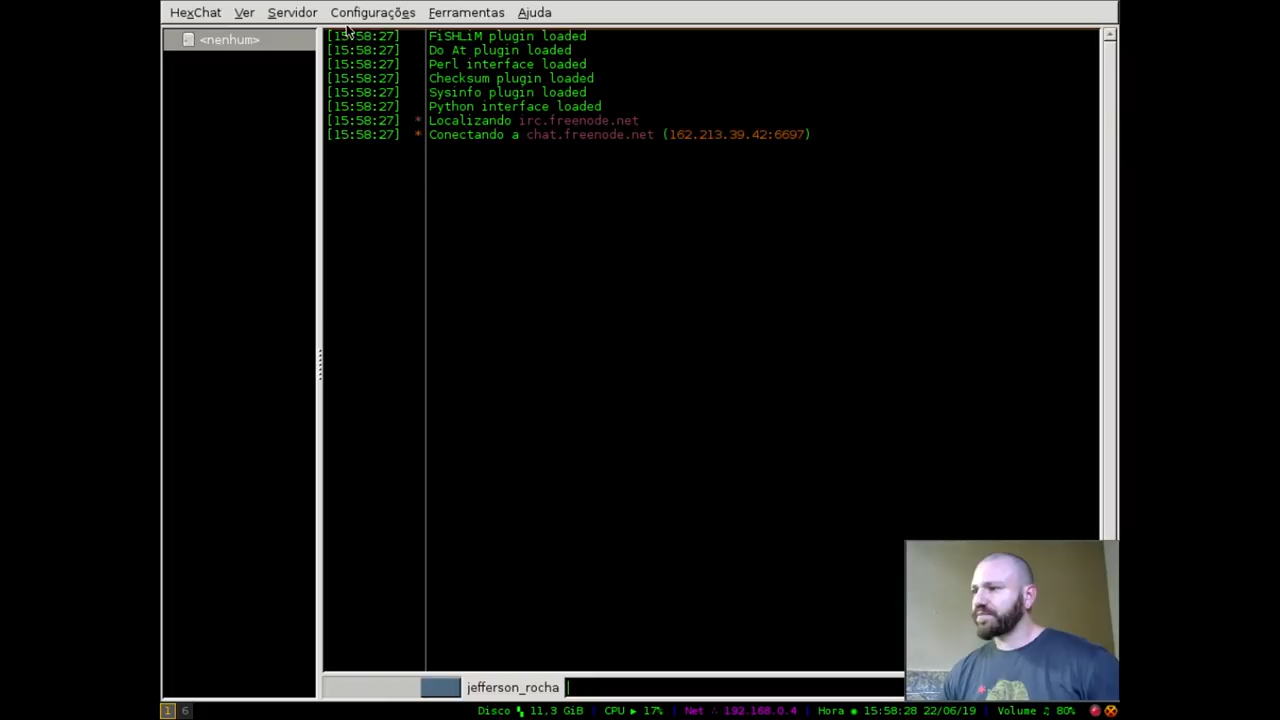 HexChat Ver Servidor Configurações Ferramentas Ajuda
<nenhum>
[15:58:27] FiSHLiM plugin loaded
[15:58:27] Do At plugin loaded
[15:58:27] Perl interface loaded
[15:58:27] Checksum plugin loaded
[15:58:27] Sysinfo plugin loaded
[15:58:27] Python interface loaded
[15:58:27] * Localizando irc.freenode.net
[15:58:27] * Conectando a chat.freenode.net (162.213.39.42:6697)
jefferson_rocha
1 6 Disco 11,3 GiB | CPU ▶ 17% | Net ∴ 192.168.0.4 | Hora ◉ 15:58:28 22/06/19 | Volume ♫ 80%